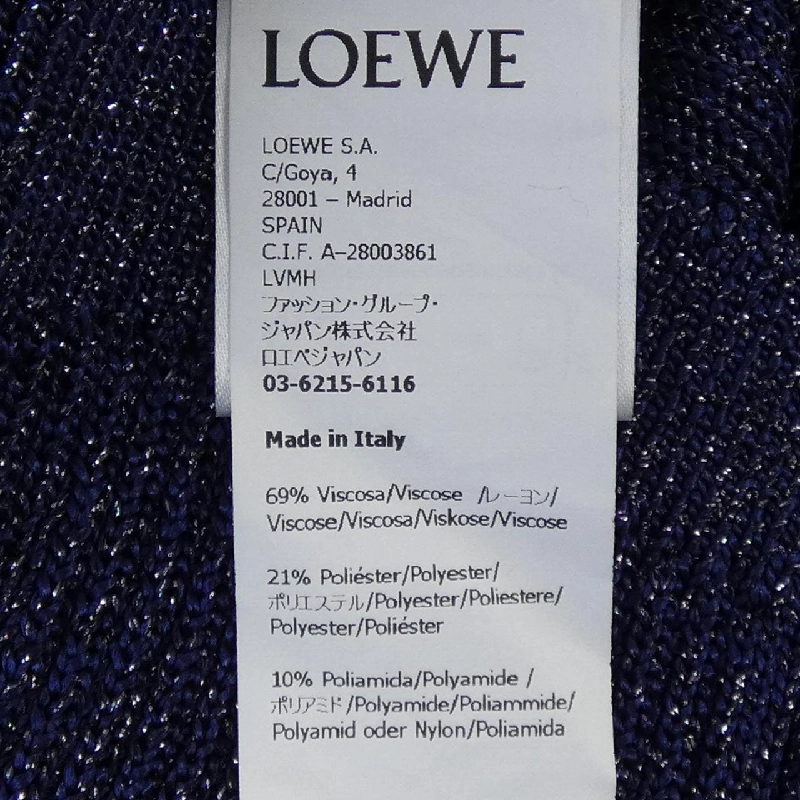 LOEWE
LOEWE S.A.
C/Goya, 4
28001 – Madrid
SPAIN
C.I.F. A–28003861
LVMH
ファッション・グループ・
ジャパン株式会社
ロエベジャパン
03-6215-6116
Made in Italy
69% Viscosa/Viscose /レーヨン/
Viscose/Viscosa/Viskose/Viscose
21% Poliéster/Polyester/
ポリエステル/Polyester/Poliestere/
Polyester/Poliéster
10% Poliamida/Polyamide /
ポリアミド/Polyamide/Poliammide/
Polyamid oder Nylon/Poliamida